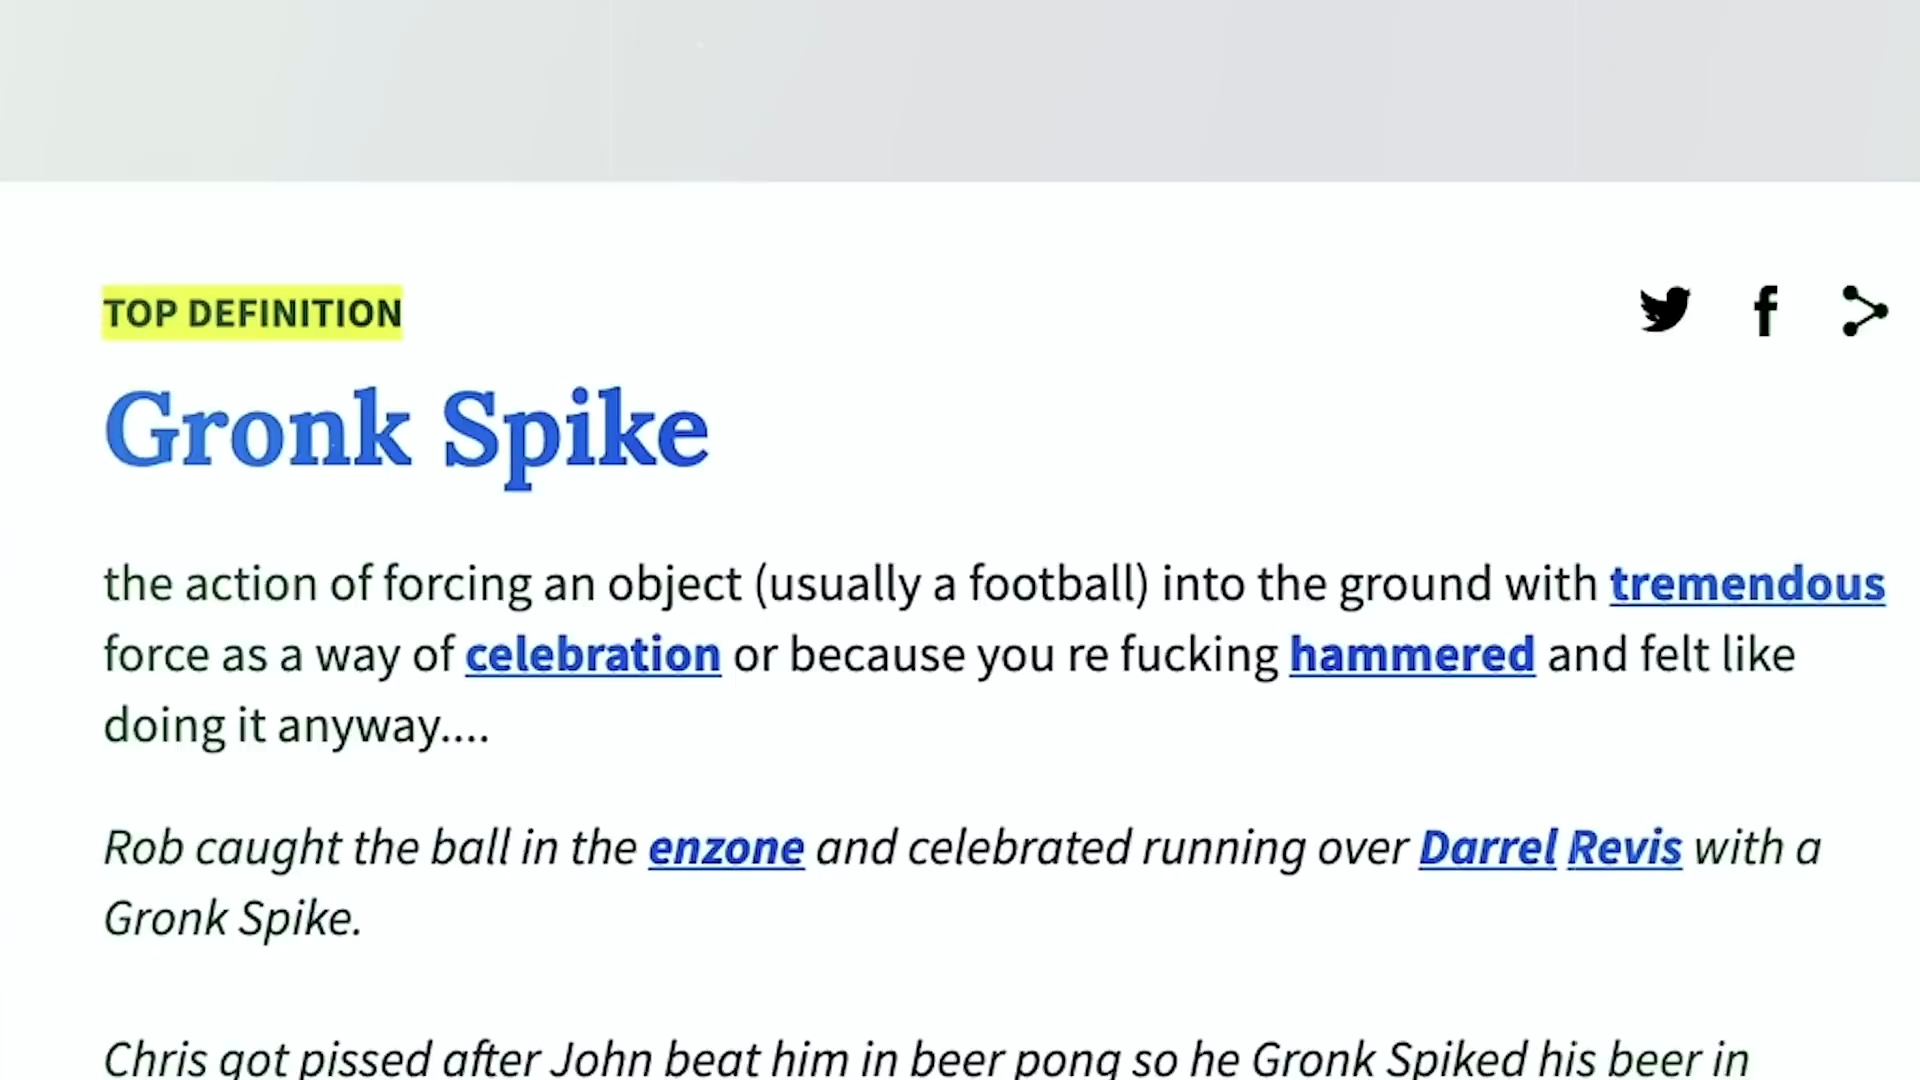 TOP DEFINITION
Gronk Spike
the action of forcing an object (usually a football) into the ground with tremendous
force as a way of celebration or because you re fucking hammered and felt like
doing it anyway....
Rob caught the ball in the enzone and celebrated running over Darrel Revis with a
Gronk Spike.
Chris got pissed after John beat him in beer pong so he Gronk Spiked his beer in